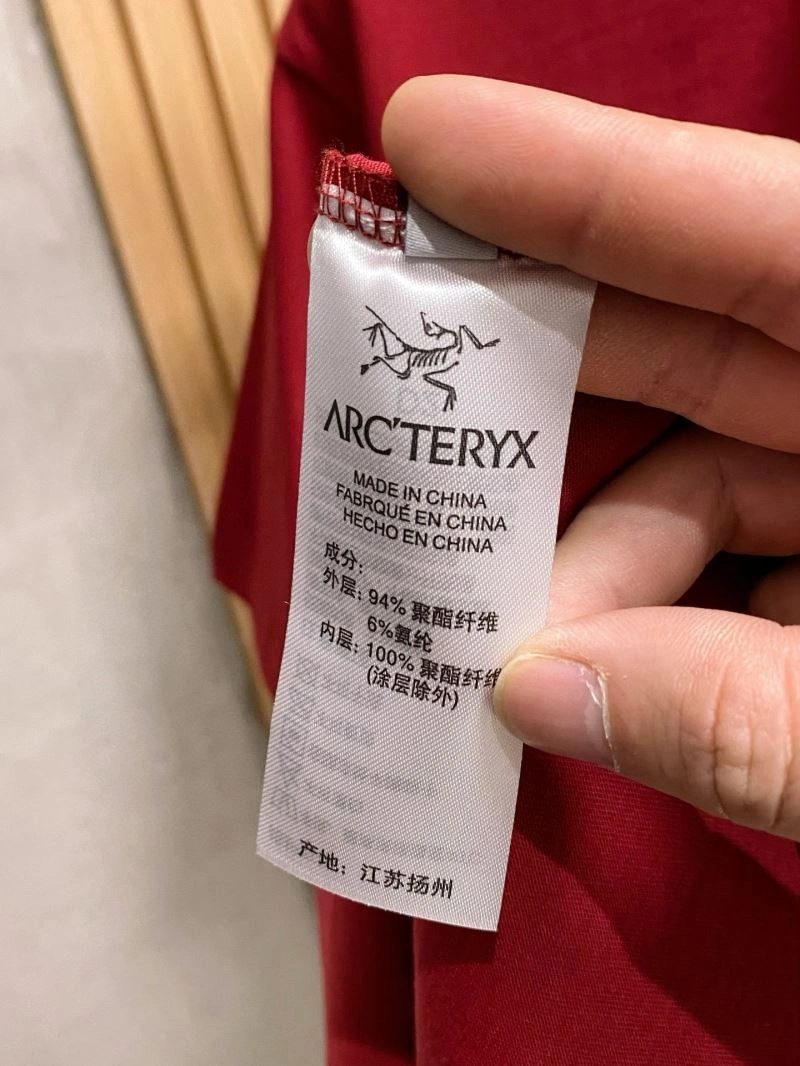 ARC'TERYX
MADE IN CHINA
FABRQUÉ EN CHINA
HECHO EN CHINA
成分:
外层: 94% 聚酯纤维
6%氨纶
内层: 100% 聚酯纤维
(涂层除外)
产地: 江苏扬州